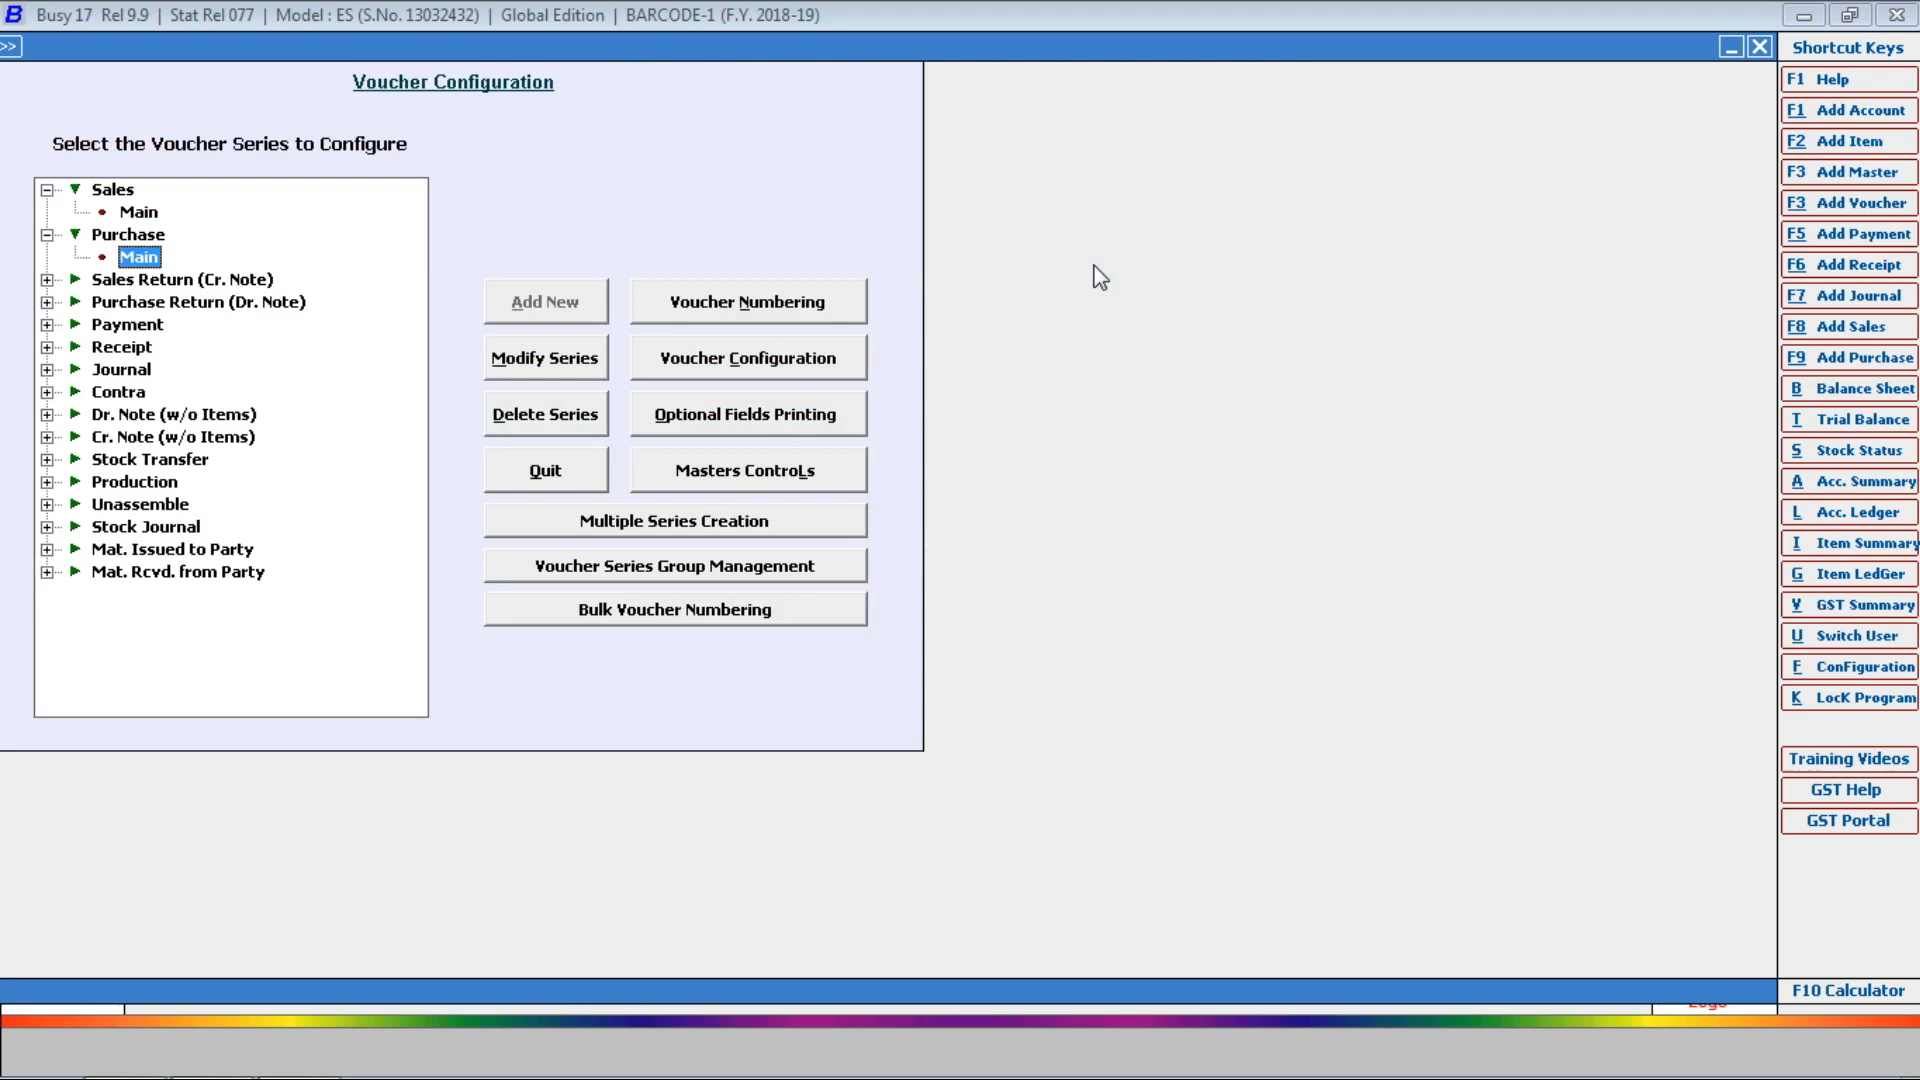 B Busy 17 Rel 9.9 | Stat Rel 077 | Model : ES (S.No. 13032432) | Global Edition | BARCODE-1 (F.Y. 2018-19)
>>
Voucher Configuration
Select the Voucher Series to Configure
Sales
Main
Purchase
Main
Sales Return (Cr. Note)
Purchase Return (Dr. Note)
Payment
Receipt
Journal
Contra
Dr. Note (w/o Items)
Cr. Note (w/o Items)
Stock Transfer
Production
Unassemble
Stock Journal
Mat. Issued to Party
Mat. Rcvd. from Party
Add New
Voucher Numbering
Modify Series
Voucher Configuration
Delete Series
Optional Fields Printing
Quit
Masters ControLs
Multiple Series Creation
Voucher Series Group Management
Bulk Voucher Numbering
Shortcut Keys
F1 Help
F1 Add Account
F2 Add Item
F3 Add Master
F3 Add Voucher
F5 Add Payment
F6 Add Receipt
F7 Add Journal
F8 Add Sales
F9 Add Purchase
B Balance Sheet
T Trial Balance
S Stock Status
A Acc. Summary
L Acc. Ledger
I Item Summary
G Item LedGer
V GST Summary
U Switch User
F ConFiguration
K LocK Program
Training Videos
GST Help
GST Portal
F10 Calculator